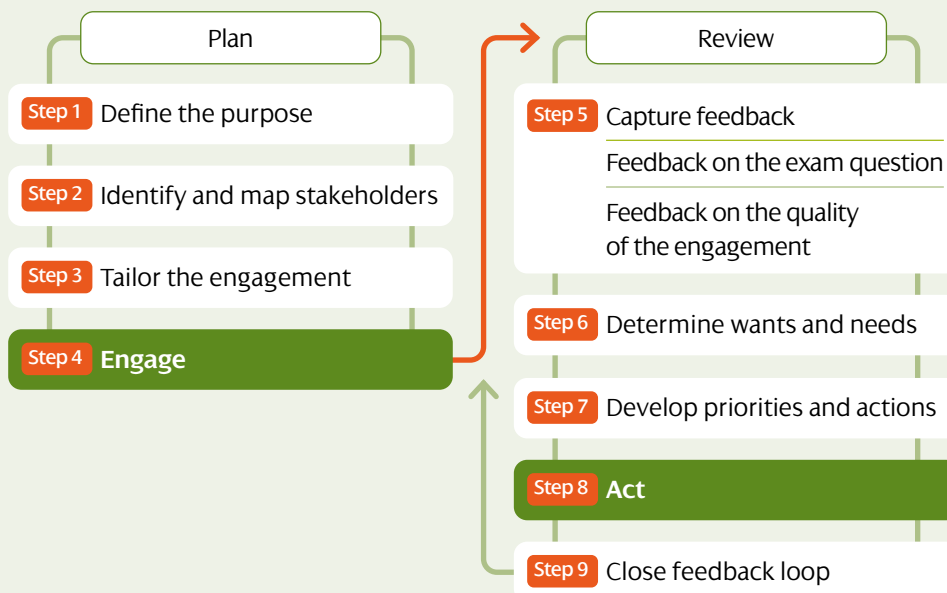 Plan
Step 1 Define the purpose
Step 2 Identify and map stakeholders
Step 3 Tailor the engagement
Step 4 Engage
Review
Step 5 Capture feedback
Feedback on the exam question
Feedback on the quality
of the engagement
Step 6 Determine wants and needs
Step 7 Develop priorities and actions
Step 8 Act
Step 9 Close feedback loop